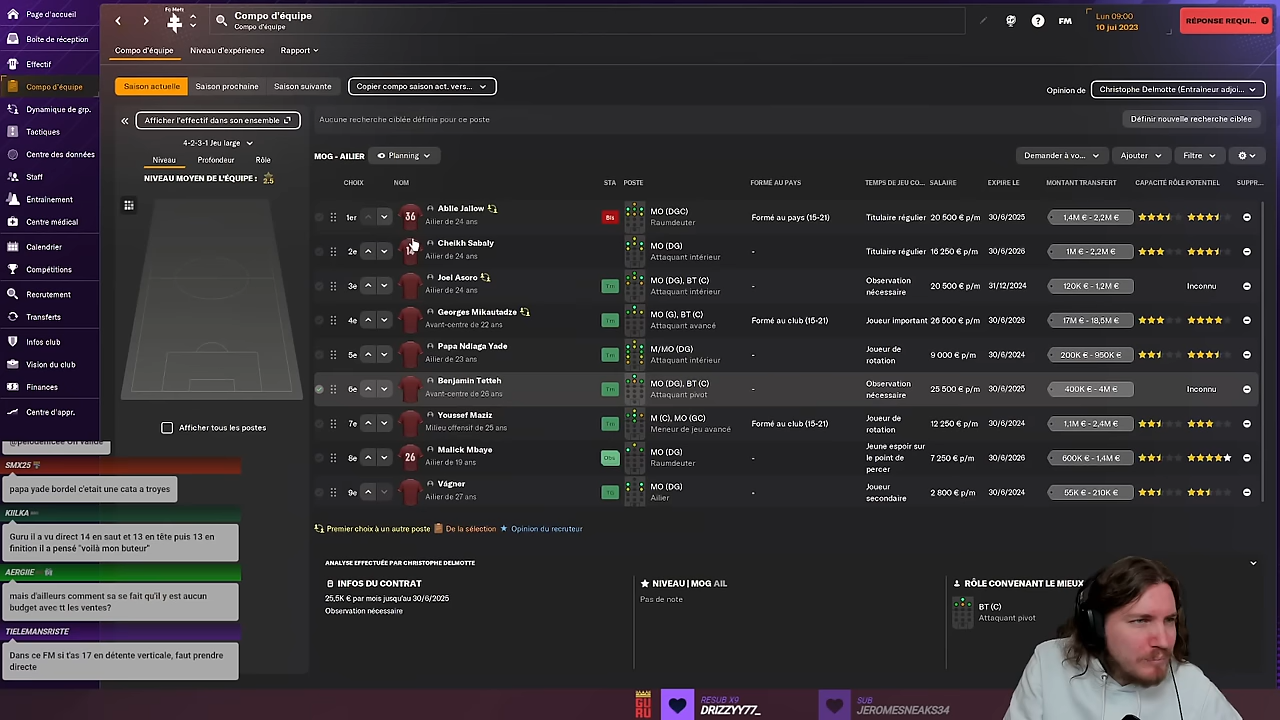 Page d'accueil
Boîte de réception
Effectif
Compo d'équipe
Dynamique de grp.
Tactiques
Centre des données
Staff
Entraînement
Centre médical
Calendrier
Compétitions
Recrutement
Transferts
Infos club
Vision du club
Finances
Centre d'appr.
Fc Metz
Compo d'équipe
Compo d'équipe
FM
Lun 09:00
10 jui 2023
RÉPONSE REQUI...
Compo d'équipe Niveau d'expérience Rapport
Saison actuelle Saison prochaine Saison suivante Copier compo saison act. vers...
Opinion de Christophe Delmotte (Entraîneur adjoi...
Afficher l'effectif dans son ensemble
Aucune recherche ciblée définie pour ce poste
Définir nouvelle recherche ciblée
4-2-3-1 Jeu large
Niveau Profondeur Rôle
NIVEAU MOYEN DE L'ÉQUIPE : 2.5
Afficher tous les postes
MOG - AILIER Planning Demander à vo... Ajouter Filtre
CHOIX NOM STA POSTE FORMÉ AU PAYS TEMPS DE JEU CO... SALAIRE EXPIRE LE MONTANT TRANSFERT CAPACITÉ RÔLE POTENTIEL SUPPR...
1er 36 Ablie Jallow Ailier de 24 ans Bls MO (DGC) Raumdeuter Formé au pays (15-21) Titulaire régulier 20 500 € p/m 30/6/2025 1,4M € - 2,2M €
2e 14 Cheikh Sabaly Ailier de 24 ans MO (DG) Attaquant intérieur - Titulaire régulier 16 250 € p/m 30/6/2026 1M € - 2,2M €
3e Joel Asoro Ailier de 24 ans Tm MO (DG), BT (C) Attaquant intérieur - Observation nécessaire 20 500 € p/m 31/12/2024 120K € - 1.2M € Inconnu
4e Georges Mikautadze Avant-centre de 22 ans Tm MO (G), BT (C) Attaquant avancé Formé au club (15-21) Joueur important 26 500 € p/m 30/6/2026 17M € - 18,5M €
5e Papa Ndiaga Yade Ailier de 23 ans Tm M/MO (DG) Attaquant intérieur - Joueur de rotation 9 000 € p/m 30/6/2024 200K € - 950K €
6e Benjamin Tetteh Avant-centre de 26 ans Tm MO (DG), BT (C) Attaquant pivot - Observation nécessaire 25 500 € p/m 30/6/2025 400K € - 4M € Inconnu
7e Youssef Maziz Milieu offensif de 25 ans Tm M (C), MO (GC) Meneur de jeu avancé Formé au club (15-21) Joueur de rotation 12 250 € p/m 30/6/2024 1,1M € - 2,4M €
8e 26 Malick Mbaye Ailier de 19 ans Obs MO (DG) Raumdeuter - Jeune espoir sur le point de percer 7 250 € p/m 30/6/2026 600K € - 1,4M €
9e Vágner Ailier de 27 ans MO (DG) Ailier - Joueur secondaire 2 800 € p/m 30/6/2024 55K € - 210K €
Premier choix à un autre poste De la sélection Opinion du recruteur
ANALYSE EFFECTUÉE PAR CHRISTOPHE DELMOTTE
INFOS DU CONTRAT
25,5K € par mois jusqu'au 30/6/2025
Observation nécessaire
NIVEAU | MOG AIL
Pas de note
RÔLE CONVENANT LE MIEUX
BT (C)
Attaquant pivot
SMX25
papa yade bordel c'etait une cata a troyes
KIILKA
Guru il a vu direct 14 en saut et 13 en tête puis 13 en
finition il a pensé "voilà mon buteur"
AERGIIE
mais d'ailleurs comment sa se fait qu'il y est aucun
budget avec tt les ventes?
TIELEMANSRISTE
Dans ce FM si t'as 17 en détente verticale, faut prendre
directe
GURU
RESUB X9
DRIZZYY77_
SUB
JEROMESNEAKS34